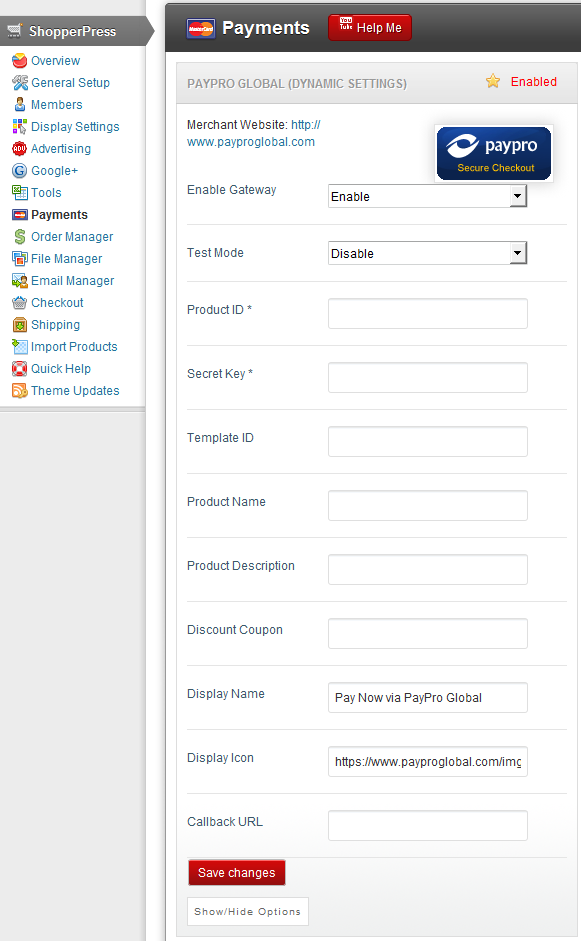 ShopperPress
Overview
General Setup
Members
Display Settings
Advertising
Google+
Tools
Payments
Order Manager
File Manager
Email Manager
Checkout
Shipping
Import Products
Quick Help
Theme Updates
MasterCard
Payments
You
Tube
Help Me
PAYPRO GLOBAL (DYNAMIC SETTINGS)
Enabled
Merchant Website: http://
www.payproglobal.com
paypro
Secure Checkout
Enable Gateway
Enable
Test Mode
Disable
Product ID *
Secret Key *
Template ID
Product Name
Product Description
Discount Coupon
Display Name
Pay Now via PayPro Global
Display Icon
https://www.payproglobal.com/img
Callback URL
Save changes
Show/Hide Options